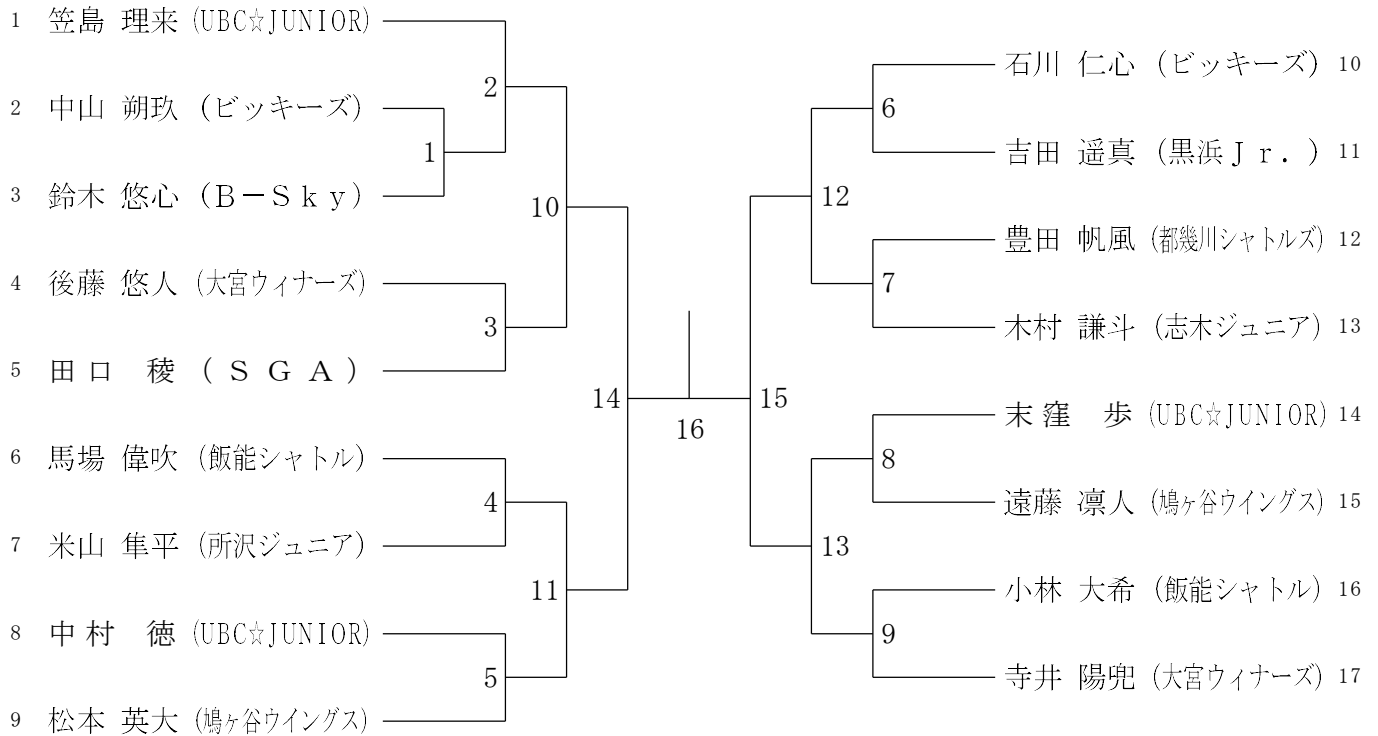 1 笠島 理来 (UBC☆JUNIOR)
2 中山 朔玖 (ビッキーズ)
3 鈴木 悠心 (B－Sky)
4 後藤 悠人 (大宮ウィナーズ)
5 田口 稜 (SGA)
6 馬場 偉吹 (飯能シャトル)
7 米山 隼平 (所沢ジュニア)
8 中村 徳 (UBC☆JUNIOR)
9 松本 英大 (鳩ヶ谷ウイングス)
1
2
3
4
5
10
11
14
16
15
12
13
6
7
8
9
石川 仁心 (ビッキーズ) 10
吉田 遥真 (黒浜Jr.) 11
豊田 帆風 (都幾川シャトルズ) 12
木村 謙斗 (志木ジュニア) 13
末窪 歩 (UBC☆JUNIOR) 14
遠藤 凛人 (鳩ヶ谷ウイングス) 15
小林 大希 (飯能シャトル) 16
寺井 陽兜 (大宮ウィナーズ) 17